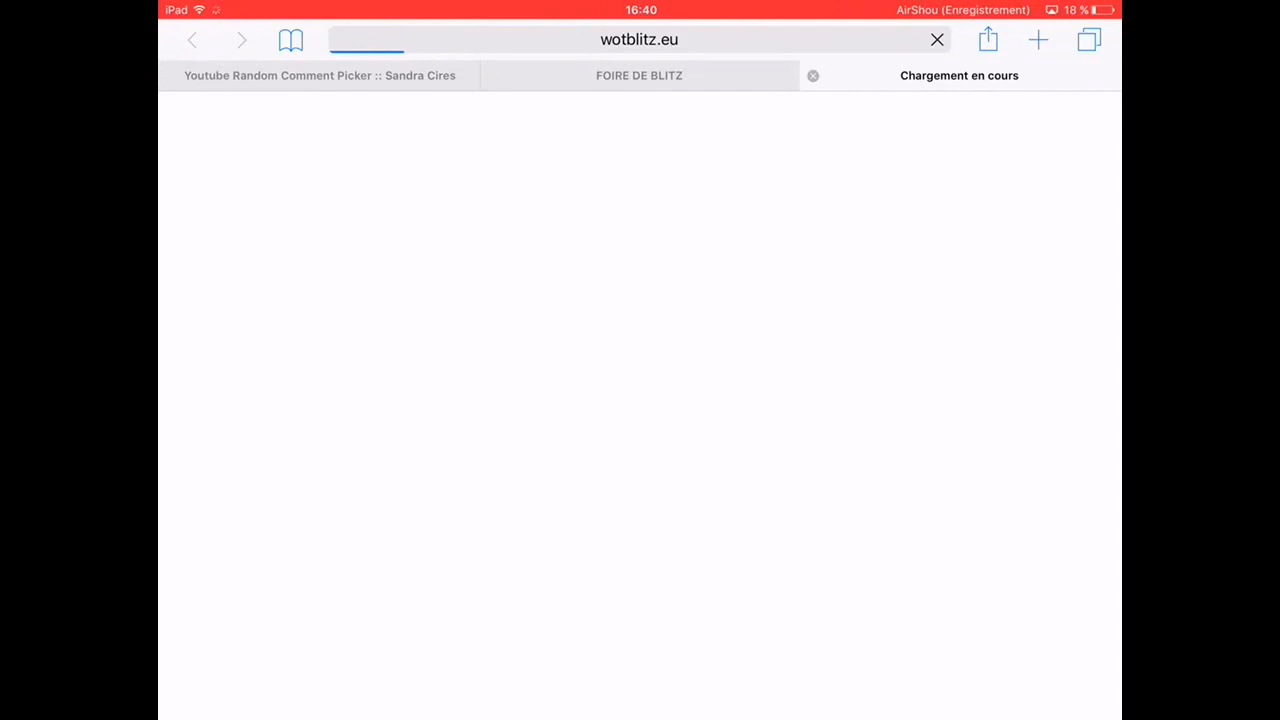 iPad 16:40 AirShou (Enregistrement) 18 %
wotblitz.eu
Youtube Random Comment Picker :: Sandra Cires FOIRE DE BLITZ Chargement en cours